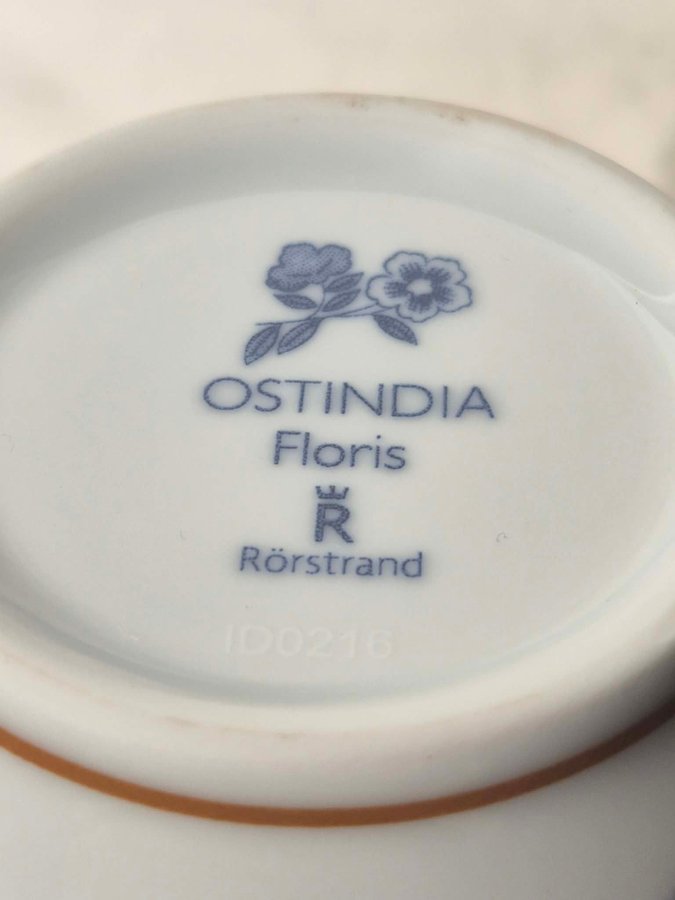 OSTINDIA
Floris
R
Rörstrand
ID0216